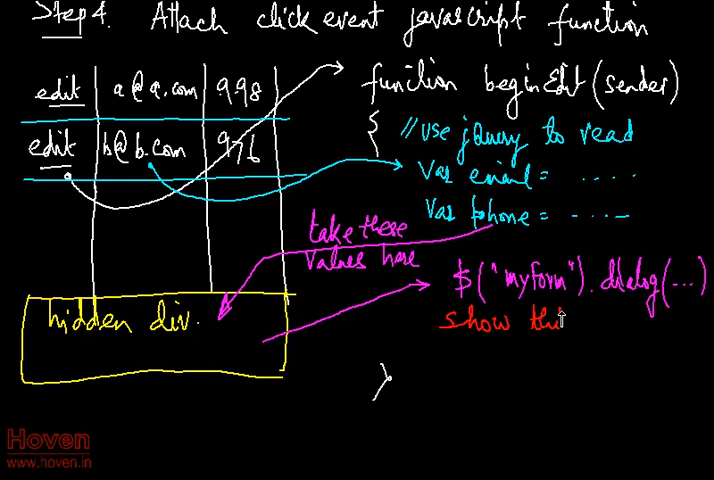 Step 4. Attach click event javascript function
edit a@a.com 998
edit b@b.com 976
function beginEdit(sender)
{
//use jQuery to read
Var email = .....
Var phone = .....
take these
values here
$("myform").dialog(...)
show thi
}
hidden div.
Hoven
www.hoven.in